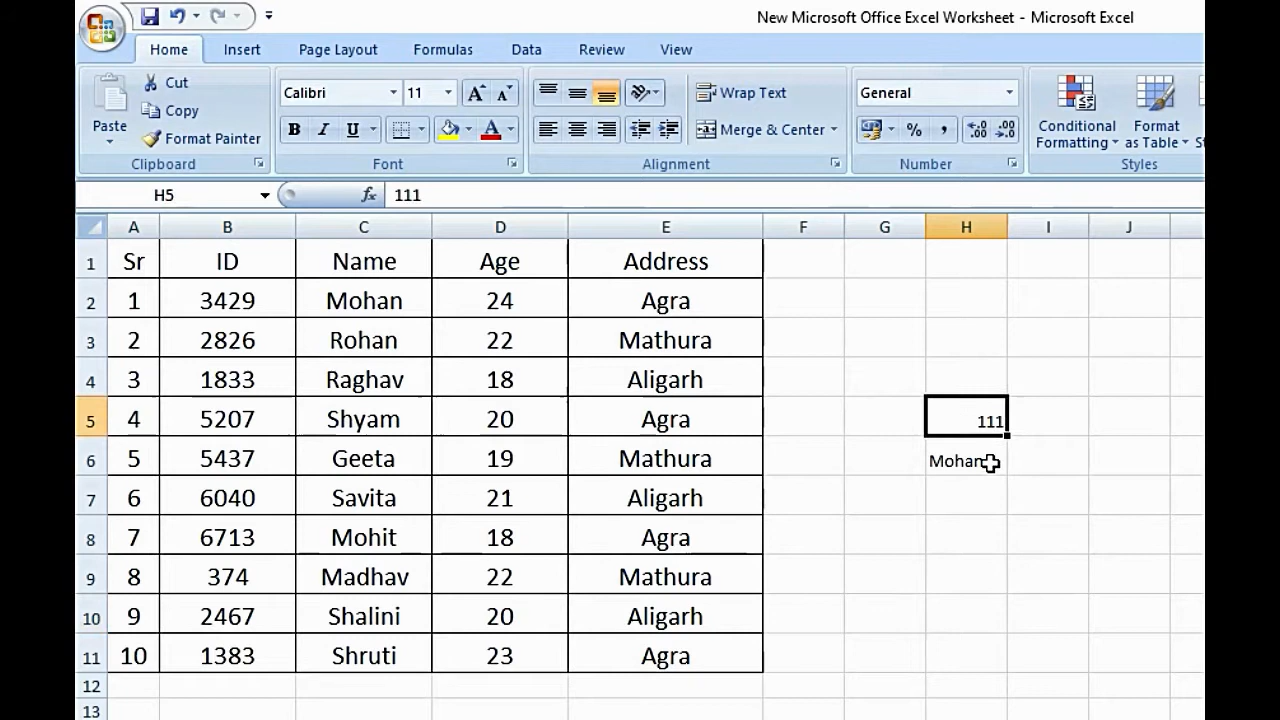 New Microsoft Office Excel Worksheet - Microsoft Excel
Home Insert Page Layout Formulas Data Review View
Paste Cut Copy Format Painter
Calibri 11
B I U A
Wrap Text
Merge & Center
General
% ,
Conditional Formatting Format as Table
Clipboard Font Alignment Number Styles
H5 fx 111
A B C D E F G H I J
1 Sr ID Name Age Address
2 1 3429 Mohan 24 Agra
3 2 2826 Rohan 22 Mathura
4 3 1833 Raghav 18 Aligarh
5 4 5207 Shyam 20 Agra 111
6 5 5437 Geeta 19 Mathura Mohan
7 6 6040 Savita 21 Aligarh
8 7 6713 Mohit 18 Agra
9 8 374 Madhav 22 Mathura
10 9 2467 Shalini 20 Aligarh
11 10 1383 Shruti 23 Agra
12
13